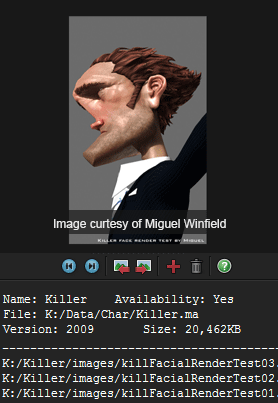 Image curtesy of Miguel Winfield
KILLER FACE RENDER TEST BY MIGUEL
Name: Killer    Availability: Yes
File: K:/Data/Char/Killer.ma
Version: 2009       Size: 20,462KB
K:/Killer/images/killFacialRenderTest03.
K:/Killer/images/killFacialRenderTest02.
K:/Killer/images/killFacialRenderTest01.